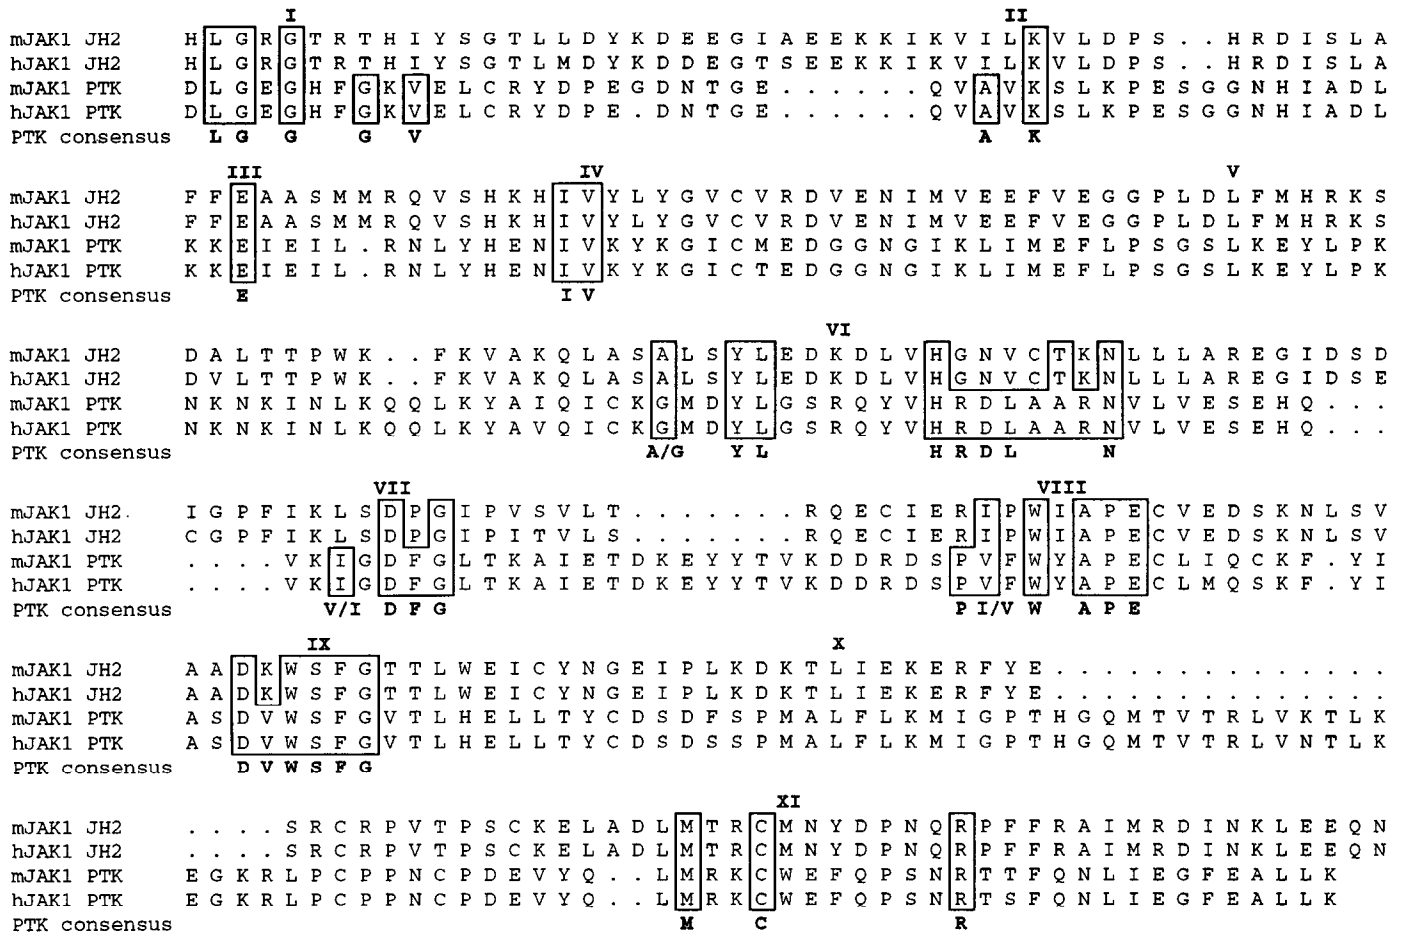 I II
mJAK1 JH2 H L G R G T R T H I Y S G T L L D Y K D E E G I A E E K K I K V I L K V L D P S . . H R D I S L A
hJAK1 JH2 H L G R G T R T H I Y S G T L M D Y K D D E G T S E E K K I K V I L K V L D P S . . H R D I S L A
mJAK1 PTK D L G E G H F G K V E L C R Y D P E G D N T G E . . . . . . Q V A V K S L K P E S G G N H I A D L
hJAK1 PTK D L G E G H F G K V E L C R Y D P E . D N T G E . . . . . . Q V A V K S L K P E S G G N H I A D L
PTK consensus L G G G V A K
III IV V
mJAK1 JH2 F F E A A S M M R Q V S H K H I V Y L Y G V C V R D V E N I M V E E F V E G G P L D L F M H R K S
hJAK1 JH2 F F E A A S M M R Q V S H K H I V Y L Y G V C V R D V E N I M V E E F V E G G P L D L F M H R K S
mJAK1 PTK K K E I E I L . R N L Y H E N I V K Y K G I C M E D G G N G I K L I M E F L P S G S L K E Y L P K
hJAK1 PTK K K E I E I L . R N L Y H E N I V K Y K G I C T E D G G N G I K L I M E F L P S G S L K E Y L P K
PTK consensus E I V
VI
mJAK1 JH2 D A L T T P W K . . F K V A K Q L A S A L S Y L E D K D L V H G N V C T K N L L L A R E G I D S D
hJAK1 JH2 D V L T T P W K . . F K V A K Q L A S A L S Y L E D K D L V H G N V C T K N L L L A R E G I D S E
mJAK1 PTK N K N K I N L K Q Q L K Y A I Q I C K G M D Y L G S R Q Y V H R D L A A R N V L V E S E H Q . . .
hJAK1 PTK N K N K I N L K Q Q L K Y A V Q I C K G M D Y L G S R Q Y V H R D L A A R N V L V E S E H Q . . .
PTK consensus A/G Y L H R D L N
VII VIII
mJAK1 JH2. I G P F I K L S D P G I P V S V L T . . . . . . . R Q E C I E R I P W I A P E C V E D S K N L S V
hJAK1 JH2 C G P F I K L S D P G I P I T V L S . . . . . . . R Q E C I E R I P W I A P E C V E D S K N L S V
mJAK1 PTK . . . . V K I G D F G L T K A I E T D K E Y Y T V K D D R D S P V F W Y A P E C L I Q C K F . Y I
hJAK1 PTK . . . . V K I G D F G L T K A I E T D K E Y Y T V K D D R D S P V F W Y A P E C L M Q S K F . Y I
PTK consensus V/I D F G P I/V W A P E
IX X
mJAK1 JH2 A A D K W S F G T T L W E I C Y N G E I P L K D K T L I E K E R F Y E . . . . . . . . . . . . . .
hJAK1 JH2 A A D K W S F G T T L W E I C Y N G E I P L K D K T L I E K E R F Y E . . . . . . . . . . . . . .
mJAK1 PTK A S D V W S F G V T L H E L L T Y C D S D F S P M A L F L K M I G P T H G Q M T V T R L V K T L K
hJAK1 PTK A S D V W S F G V T L H E L L T Y C D S D S S P M A L F L K M I G P T H G Q M T V T R L V N T L K
PTK consensus D V W S F G
XI
mJAK1 JH2 . . . . S R C R P V T P S C K E L A D L M T R C M N Y D P N Q R P F F R A I M R D I N K L E E Q N
hJAK1 JH2 . . . . S R C R P V T P S C K E L A D L M T R C M N Y D P N Q R P F F R A I M R D I N K L E E Q N
mJAK1 PTK E G K R L P C P P N C P D E V Y Q . . L M R K C W E F Q P S N R T T F Q N L I E G F E A L L K
hJAK1 PTK E G K R L P C P P N C P D E V Y Q . . L M R K C W E F Q P S N R T S F Q N L I E G F E A L L K
PTK consensus M C R